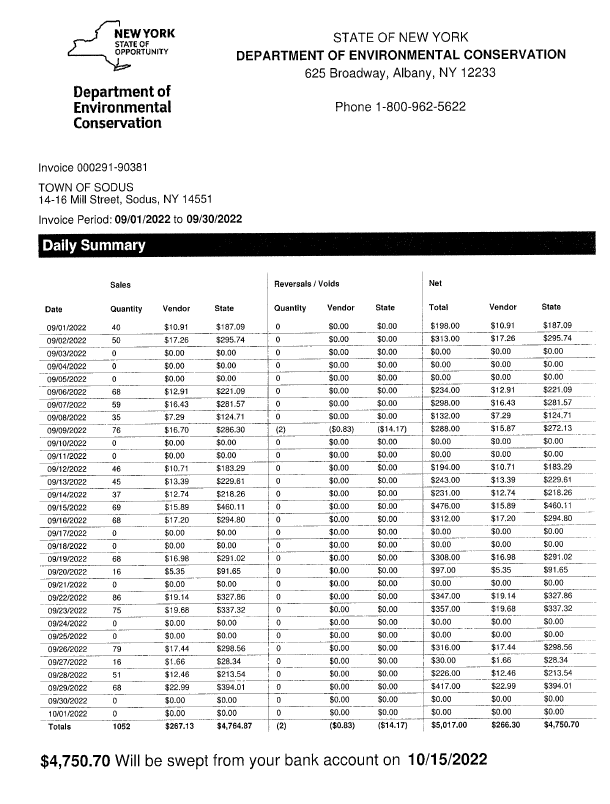 NEW YORK
STATE OF
OPPORTUNITY
Department of
Environmental
Conservation
STATE OF NEW YORK
DEPARTMENT OF ENVIRONMENTAL CONSERVATION
625 Broadway, Albany, NY 12233
Phone 1-800-962-5622
Invoice 000291-90381
TOWN OF SODUS
14-16 Mill Street, Sodus, NY 14551
Invoice Period: 09/01/2022 to 09/30/2022
Daily Summary
Sales Reversals / Voids Net
Date Quantity Vendor State Quantity Vendor State Total Vendor State
09/01/2022 40 $10.91 $187.09 0 $0.00 $0.00 $198.00 $10.91 $187.09
09/02/2022 50 $17.26 $295.74 0 $0.00 $0.00 $313.00 $17.26 $295.74
09/03/2022 0 $0.00 $0.00 0 $0.00 $0.00 $0.00 $0.00 $0.00
09/04/2022 0 $0.00 $0.00 0 $0.00 $0.00 $0.00 $0.00 $0.00
09/05/2022 0 $0.00 $0.00 0 $0.00 $0.00 $0.00 $0.00 $0.00
09/06/2022 68 $12.91 $221.09 0 $0.00 $0.00 $234.00 $12.91 $221.09
09/07/2022 59 $16.43 $281.57 0 $0.00 $0.00 $298.00 $16.43 $281.57
09/08/2022 35 $7.29 $124.71 0 $0.00 $0.00 $132.00 $7.29 $124.71
09/09/2022 76 $16.70 $286.30 (2) ($0.83) ($14.17) $288.00 $15.87 $272.13
09/10/2022 0 $0.00 $0.00 0 $0.00 $0.00 $0.00 $0.00 $0.00
09/11/2022 0 $0.00 $0.00 0 $0.00 $0.00 $0.00 $0.00 $0.00
09/12/2022 46 $10.71 $183.29 0 $0.00 $0.00 $194.00 $10.71 $183.29
09/13/2022 45 $13.39 $229.61 0 $0.00 $0.00 $243.00 $13.39 $229.61
09/14/2022 37 $12.74 $218.26 0 $0.00 $0.00 $231.00 $12.74 $218.26
09/15/2022 69 $15.89 $460.11 0 $0.00 $0.00 $476.00 $15.89 $460.11
09/16/2022 68 $17.20 $294.80 0 $0.00 $0.00 $312.00 $17.20 $294.80
09/17/2022 0 $0.00 $0.00 0 $0.00 $0.00 $0.00 $0.00 $0.00
09/18/2022 0 $0.00 $0.00 0 $0.00 $0.00 $0.00 $0.00 $0.00
09/19/2022 68 $16.98 $291.02 0 $0.00 $0.00 $308.00 $16.98 $291.02
09/20/2022 16 $5.35 $91.65 0 $0.00 $0.00 $97.00 $5.35 $91.65
09/21/2022 0 $0.00 $0.00 0 $0.00 $0.00 $0.00 $0.00 $0.00
09/22/2022 86 $19.14 $327.86 0 $0.00 $0.00 $347.00 $19.14 $327.86
09/23/2022 75 $19.68 $337.32 0 $0.00 $0.00 $357.00 $19.68 $337.32
09/24/2022 0 $0.00 $0.00 0 $0.00 $0.00 $0.00 $0.00 $0.00
09/25/2022 0 $0.00 $0.00 0 $0.00 $0.00 $0.00 $0.00 $0.00
09/26/2022 79 $17.44 $298.56 0 $0.00 $0.00 $316.00 $17.44 $298.56
09/27/2022 16 $1.66 $28.34 0 $0.00 $0.00 $30.00 $1.66 $28.34
09/28/2022 51 $12.46 $213.54 0 $0.00 $0.00 $226.00 $12.46 $213.54
09/29/2022 68 $22.99 $394.01 0 $0.00 $0.00 $417.00 $22.99 $394.01
09/30/2022 0 $0.00 $0.00 0 $0.00 $0.00 $0.00 $0.00 $0.00
10/01/2022 0 $0.00 $0.00 0 $0.00 $0.00 $0.00 $0.00 $0.00
Totals 1052 $267.13 $4,764.87 (2) ($0.83) ($14.17) $5,017.00 $266.30 $4,750.70
$4,750.70 Will be swept from your bank account on 10/15/2022